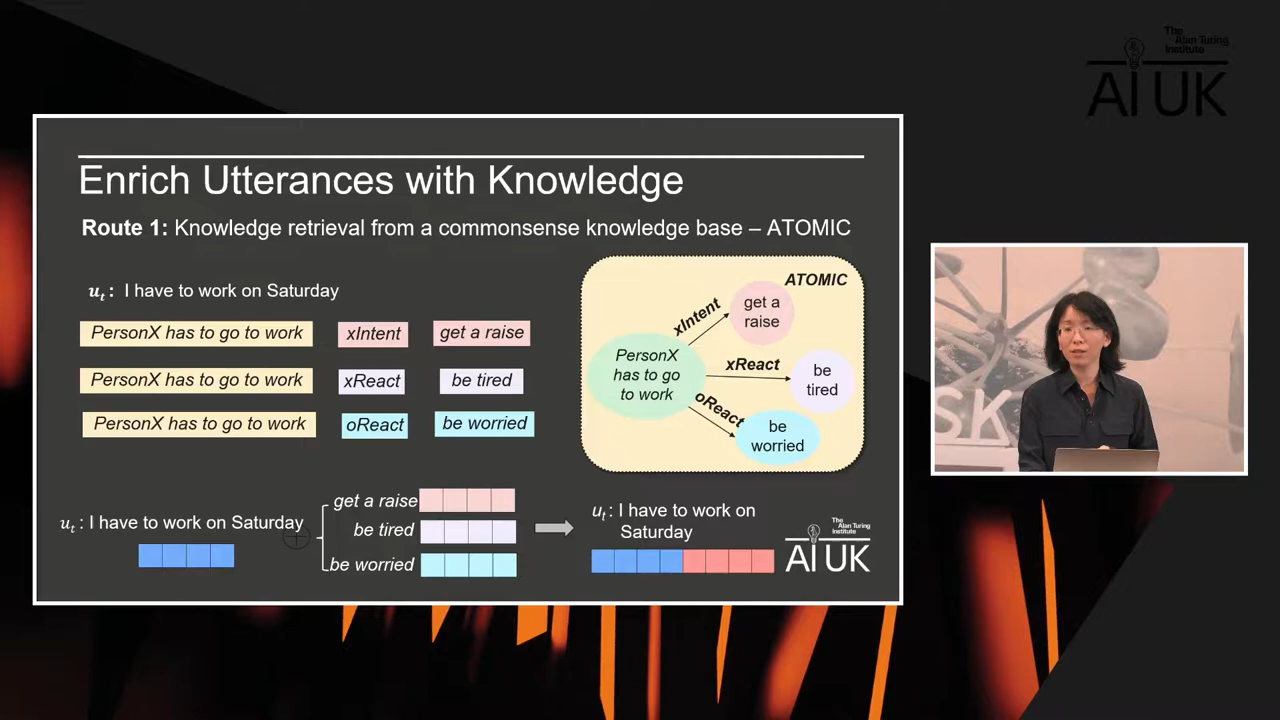 The
Alan Turing
Institute
AI UK
Enrich Utterances with Knowledge
Route 1: Knowledge retrieval from a commonsense knowledge base – ATOMIC
uₜ: I have to work on Saturday
PersonX has to go to work xIntent get a raise
PersonX has to go to work xReact be tired
PersonX has to go to work oReact be worried
ATOMIC
PersonX
has to go
to work
xIntent
get a
raise
xReact
be
tired
oReact
be
worried
uₜ: I have to work on Saturday
get a raise
be tired
be worried
uₜ: I have to work on
Saturday
The
Alan Turing
Institute
AI UK
SK